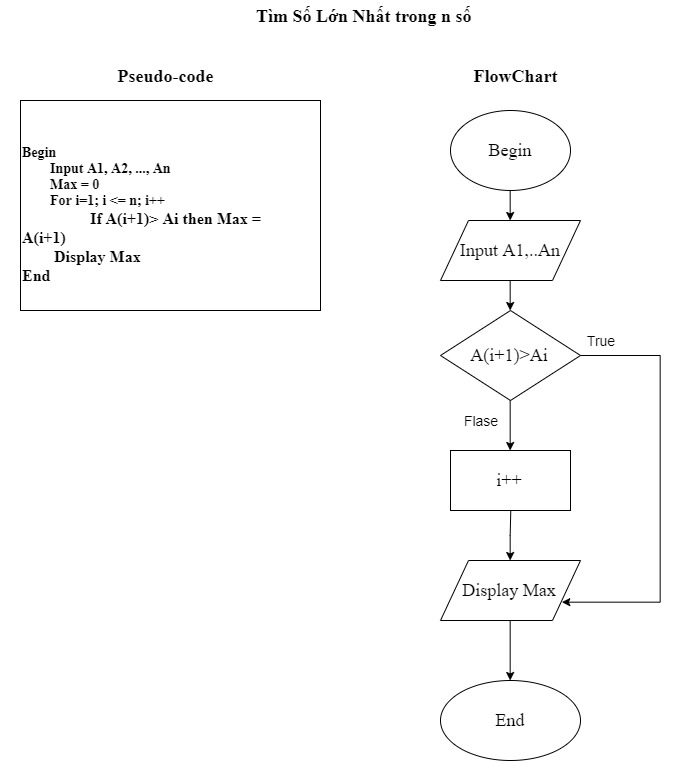 Tìm Số Lớn Nhất trong n số
Pseudo-code
Begin
Input A1, A2, ..., An
Max = 0
For i=1; i <= n; i++
If A(i+1)> Ai then Max =
A(i+1)
Display Max
End
FlowChart
Begin
Input A1,..An
A(i+1)>Ai
True
Flase
i++
Display Max
End